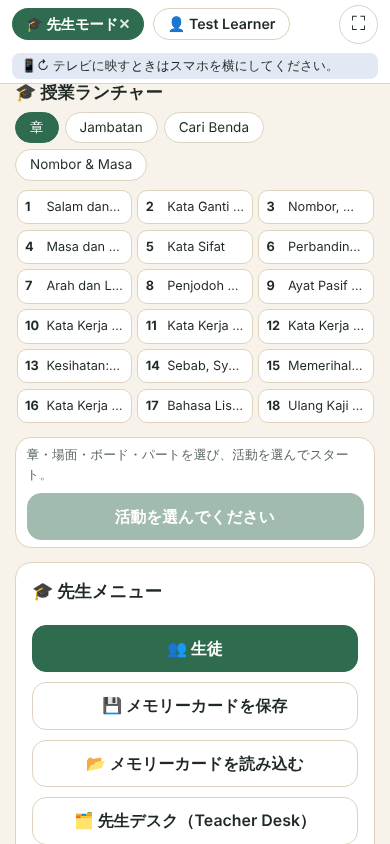 🎓 先生モード✕
👤 Test Learner
📱↻ テレビに映すときはスマホを横にしてください。
🎓 授業ランチャー
章
Jambatan
Cari Benda
Nombor & Masa
1 Salam dan...
2 Kata Ganti ...
3 Nombor, ...
4 Masa dan ...
5 Kata Sifat
6 Perbandin...
7 Arah dan L...
8 Penjodoh ...
9 Ayat Pasif ...
10 Kata Kerja ...
11 Kata Kerja ...
12 Kata Kerja ...
13 Kesihatan:...
14 Sebab, Sy...
15 Memerihal...
16 Kata Kerja ...
17 Bahasa Lis...
18 Ulang Kaji ...
章・場面・ボード・パートを選び、活動を選んでスター
ト。
活動を選んでください
🎓 先生メニュー
👥 生徒
💾 メモリーカードを保存
📂 メモリーカードを読み込む
🗂️ 先生デスク（Teacher Desk）